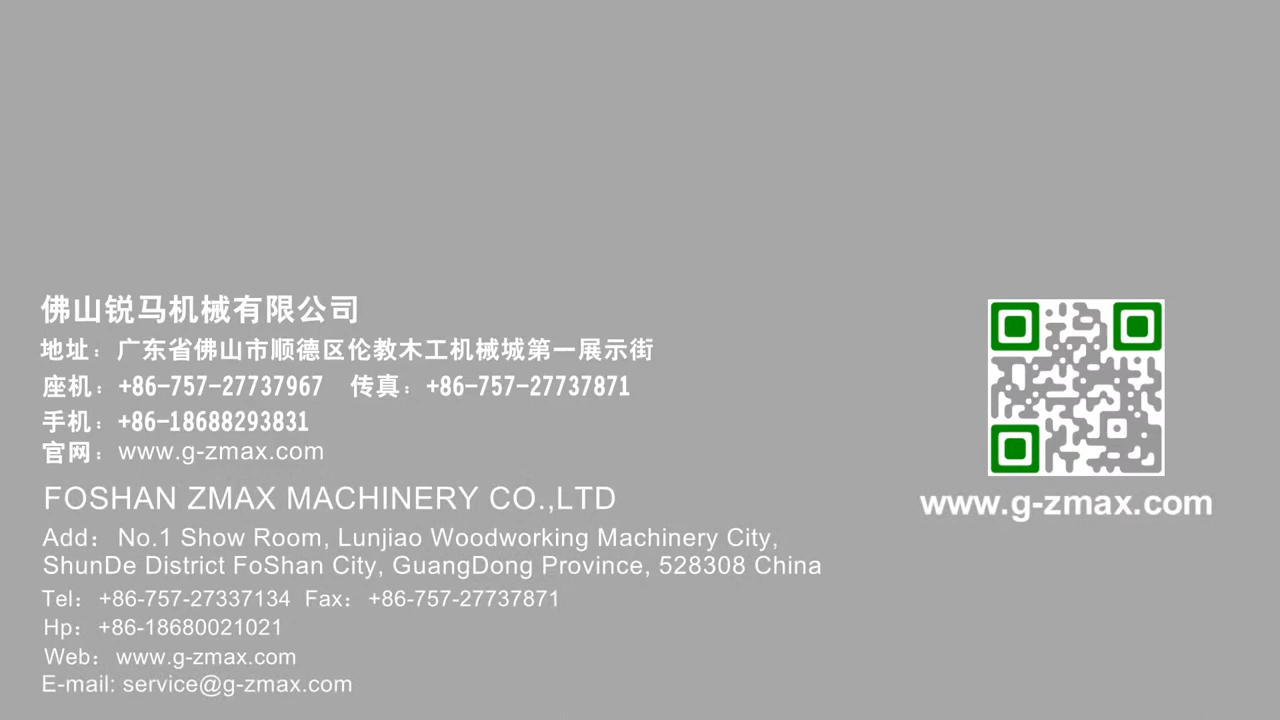 佛山锐马机械有限公司
地址：广东省佛山市顺德区伦教木工机械城第一展示街
座机：+86-757-27737967 传真：+86-757-27737871
手机：+86-18688293831
官网：www.g-zmax.com
FOSHAN ZMAX MACHINERY CO.,LTD
Add：No.1 Show Room, Lunjiao Woodworking Machinery City,
ShunDe District FoShan City, GuangDong Province, 528308 China
Tel：+86-757-27337134 Fax：+86-757-27737871
Hp：+86-18680021021
Web：www.g-zmax.com
E-mail: service@g-zmax.com
www.g-zmax.com